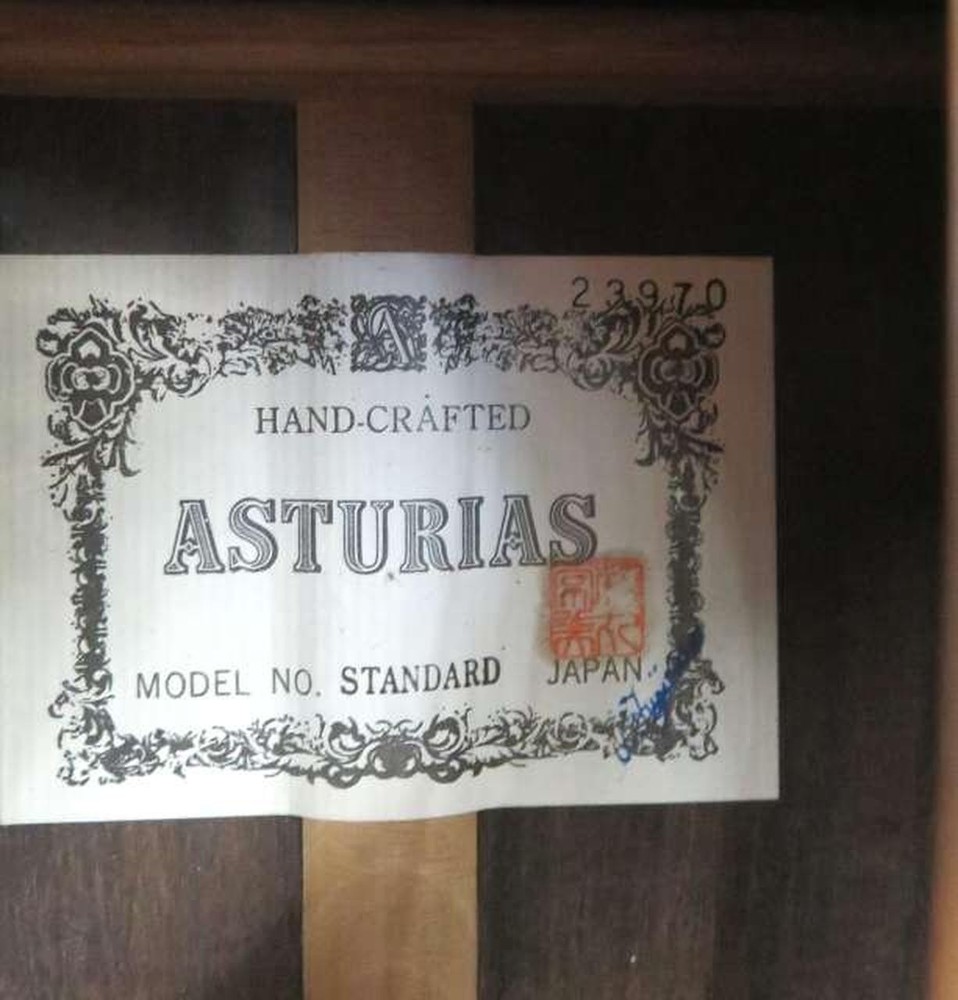 23970
A
HAND-CRAFTED
ASTURIAS
MODEL NO. STANDARD JAPAN